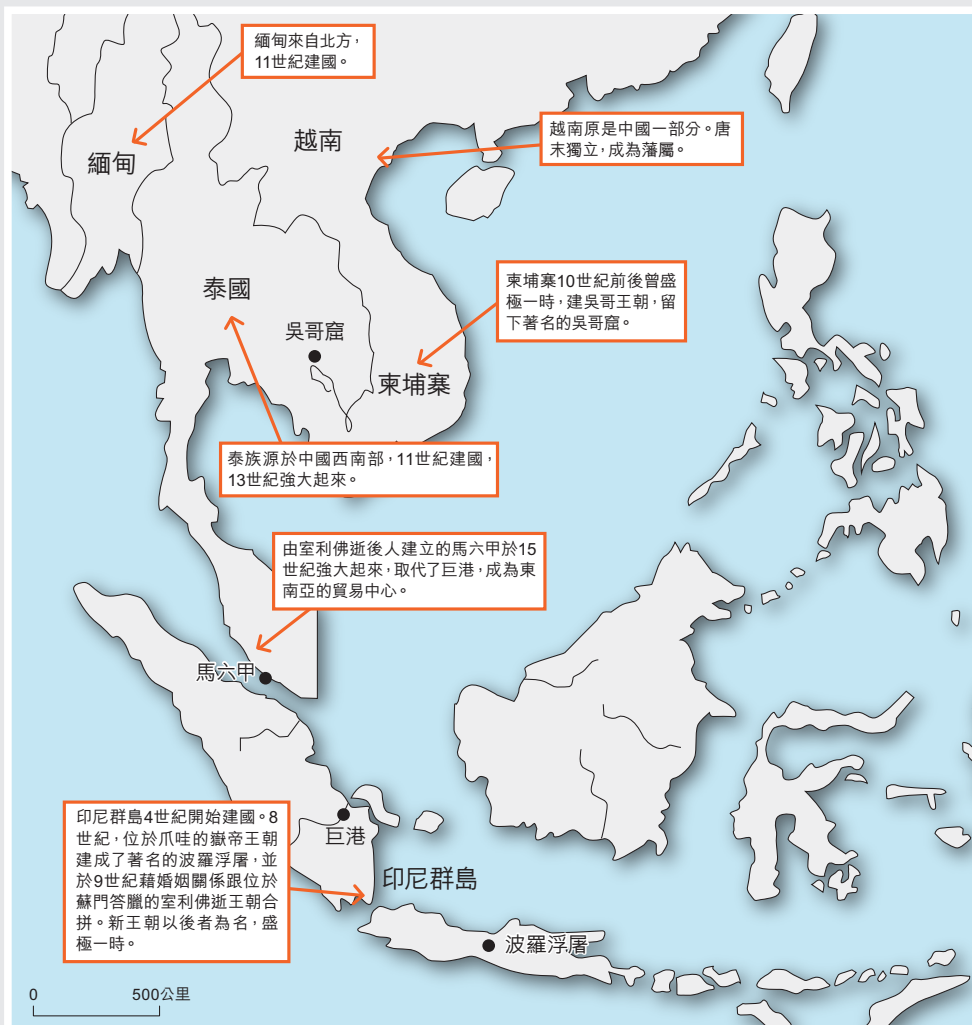 緬甸來自北方，
11世紀建國。
越南原是中國一部分。唐
末獨立，成為藩屬。
越南
緬甸
柬埔寨10世紀前後曾盛
極一時，建吳哥王朝，留
下著名的吳哥窟。
泰國
吳哥窟
柬埔寨
泰族源於中國西南部，11世紀建國，
13世紀強大起來。
由室利佛逝後人建立的馬六甲於15
世紀強大起來，取代了巨港，成為東
南亞的貿易中心。
馬六甲
印尼群島4世紀開始建國。8
世紀，位於爪哇的嶽帝王朝
建成了著名的波羅浮屠，並
於9世紀藉婚姻關係跟位於
蘇門答臘的室利佛逝王朝合
拼。新王朝以後者為名，盛
極一時。
巨港
印尼群島
波羅浮屠
0 500公里